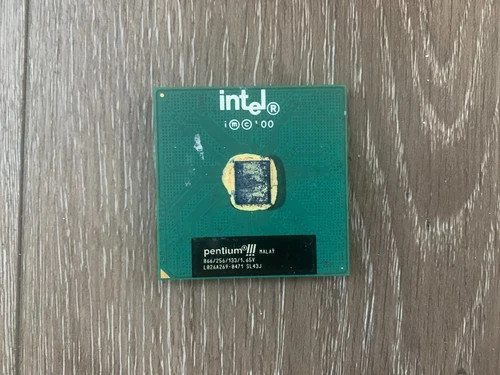 intel®
i ⓜ ⓒ '00
pentium III MALAY
866/256/133/1.65V
L026A269-0471 SL43J